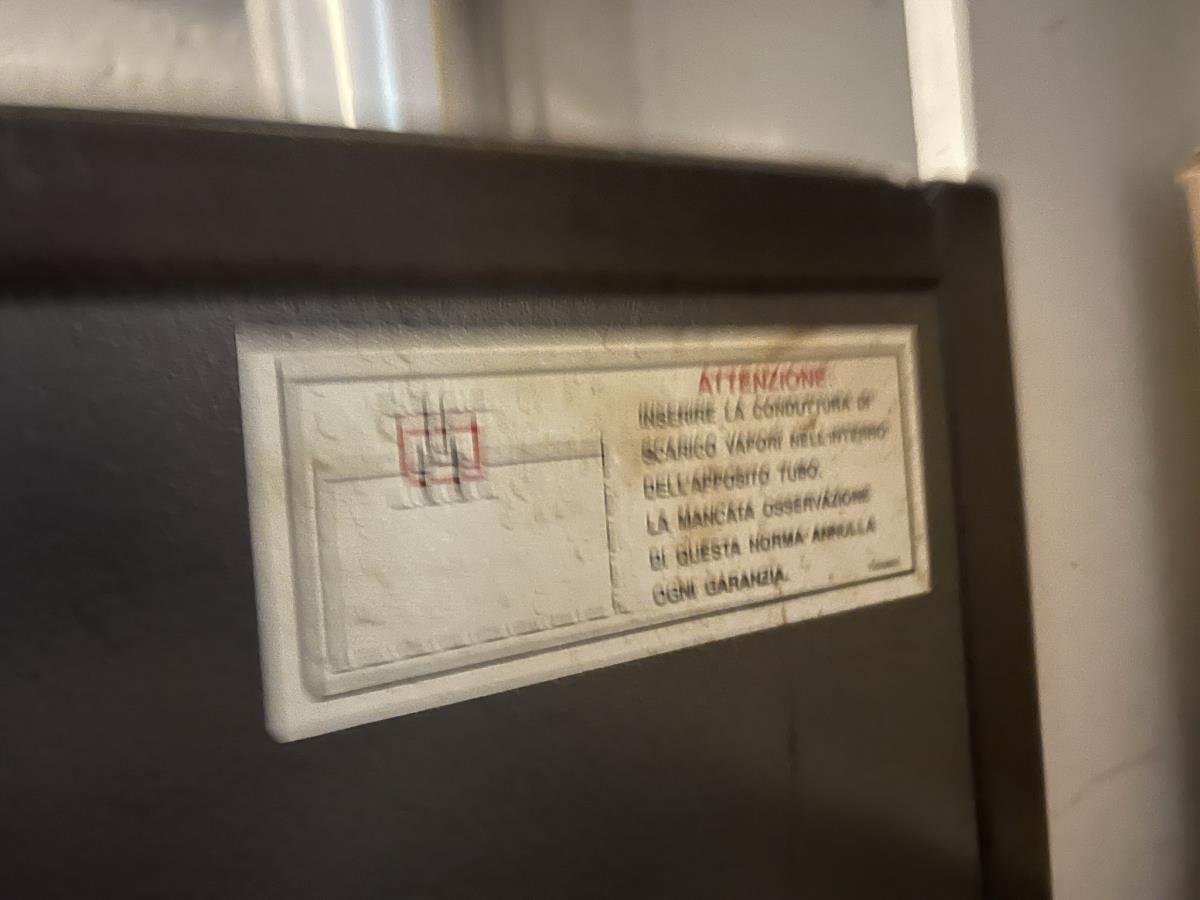 ATTENZIONE
INSERIRE LA CONDUTTURA DI
SCARICO VAPORI NELL'INTERNO
DELL'APPOSITO TUBO.
LA MANCATA OSSERVAZIONE
DI QUESTA NORMA ANNULLA
OGNI GARANZIA.